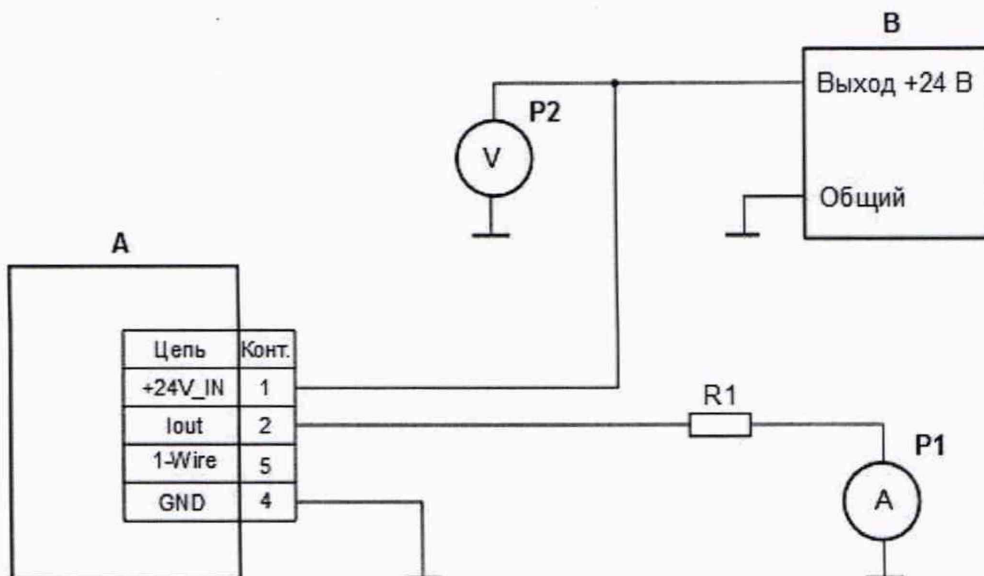 B
Выход +24 В
P2
V
Общий
A
Цепь Конт.
+24V_IN 1
Iout 2
1-Wire 5
GND 4
R1
P1
A